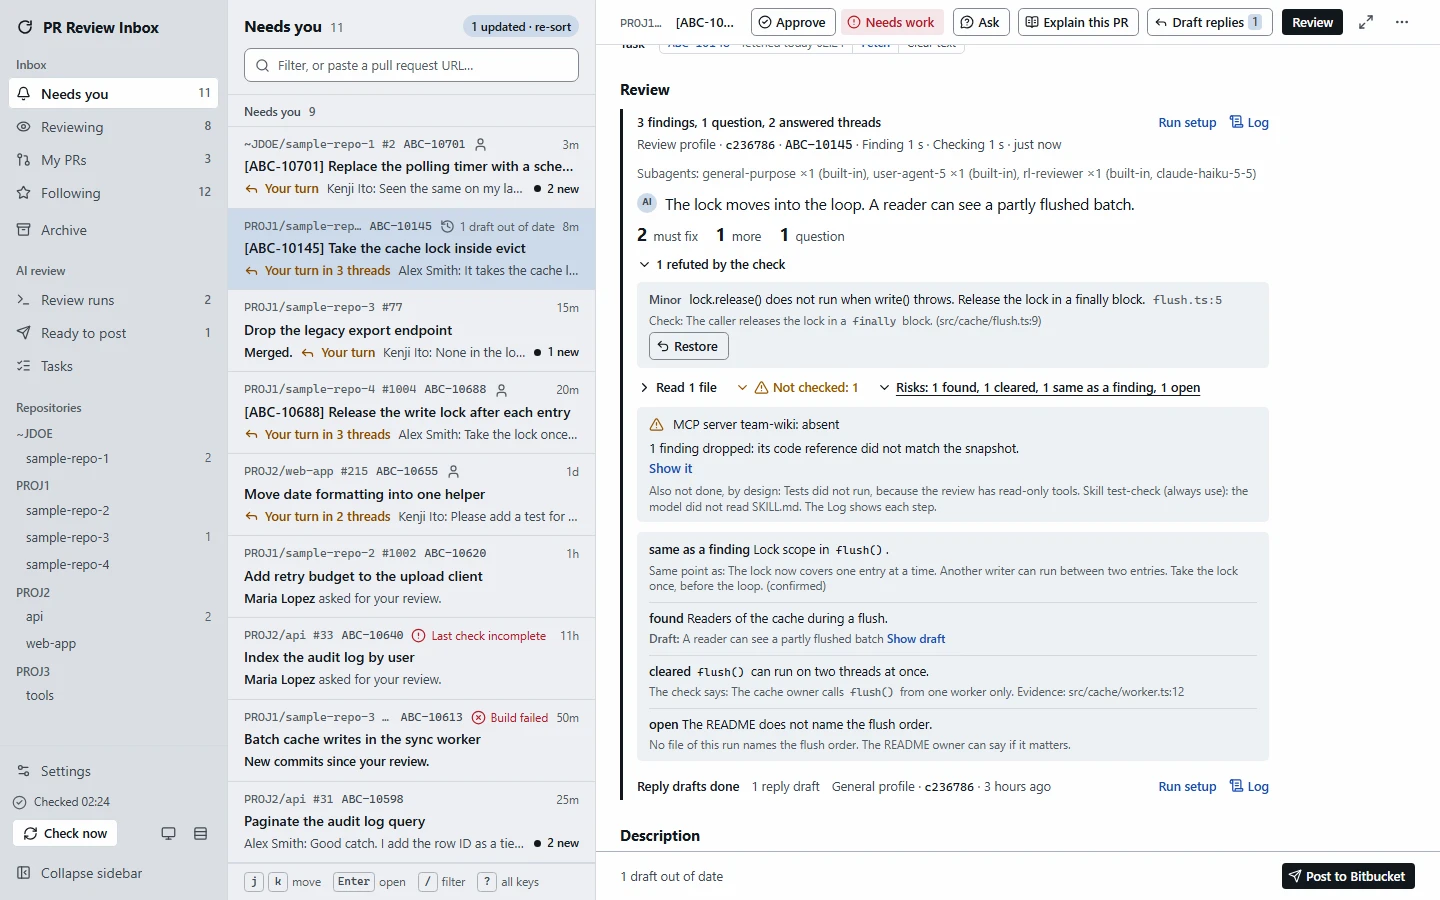 PR Review Inbox
Inbox
Needs you 11
Reviewing 8
My PRs 3
Following 12
Archive
AI review
Review runs 2
Ready to post 1
Tasks
Repositories
~JDOE
sample-repo-1 2
PROJ1
sample-repo-2
sample-repo-3 1
sample-repo-4
PROJ2
api 2
web-app
PROJ3
tools
Settings
Checked 02:24
Check now
Collapse sidebar
Needs you 11
1 updated · re-sort
Filter, or paste a pull request URL...
Needs you 9
~JDOE/sample-repo-1 #2 ABC-10701 3m
[ABC-10701] Replace the polling timer with a sche...
Your turn Kenji Ito: Seen the same on my la... 2 new
PROJ1/sample-rep... ABC-10145 1 draft out of date 8m
[ABC-10145] Take the cache lock inside evict
Your turn in 3 threads Alex Smith: It takes the cache l...
PROJ1/sample-repo-3 #77 15m
Drop the legacy export endpoint
Merged. Your turn Kenji Ito: None in the lo... 1 new
PROJ1/sample-repo-4 #1004 ABC-10688 20m
[ABC-10688] Release the write lock after each entry
Your turn in 3 threads Alex Smith: Take the lock once...
PROJ2/web-app #215 ABC-10655 1d
Move date formatting into one helper
Your turn in 2 threads Kenji Ito: Please add a test for ...
PROJ1/sample-repo-2 #1002 ABC-10620 1h
Add retry budget to the upload client
Maria Lopez asked for your review.
PROJ2/api #33 ABC-10640 Last check incomplete 11h
Index the audit log by user
Maria Lopez asked for your review.
PROJ1/sample-repo-3 ... ABC-10613 Build failed 50m
Batch cache writes in the sync worker
New commits since your review.
PROJ2/api #31 ABC-10598 25m
Paginate the audit log query
Alex Smith: Good catch. I add the row ID as a tie... 2 new
j k move Enter open / filter ? all keys
PROJ1... [ABC-10... Approve Needs work Ask Explain this PR Draft replies 1 Review
Task ABC-10145 fetched today 02:24 Fetch Clear text
Review
3 findings, 1 question, 2 answered threads Run setup Log
Review profile · c236786 · ABC-10145 · Finding 1 s · Checking 1 s · just now
Subagents: general-purpose ×1 (built-in), user-agent-5 ×1 (built-in), rl-reviewer ×1 (built-in, claude-haiku-5-5)
AI The lock moves into the loop. A reader can see a partly flushed batch.
2 must fix 1 more 1 question
1 refuted by the check
Minor lock.release() does not run when write() throws. Release the lock in a finally block. flush.ts:5
Check: The caller releases the lock in a finally block. (src/cache/flush.ts:9)
Restore
Read 1 file Not checked: 1 Risks: 1 found, 1 cleared, 1 same as a finding, 1 open
MCP server team-wiki: absent
1 finding dropped: its code reference did not match the snapshot.
Show it
Also not done, by design: Tests did not run, because the review has read-only tools. Skill test-check (always use): the
model did not read SKILL.md. The Log shows each step.
same as a finding Lock scope in flush().
Same point as: The lock now covers one entry at a time. Another writer can run between two entries. Take the lock
once, before the loop. (confirmed)
found Readers of the cache during a flush.
Draft: A reader can see a partly flushed batch Show draft
cleared flush() can run on two threads at once.
The check says: The cache owner calls flush() from one worker only. Evidence: src/cache/worker.ts:12
open The README does not name the flush order.
No file of this run names the flush order. The README owner can say if it matters.
Reply drafts done 1 reply draft General profile · c236786 · 3 hours ago Run setup Log
Description
1 draft out of date
Post to Bitbucket